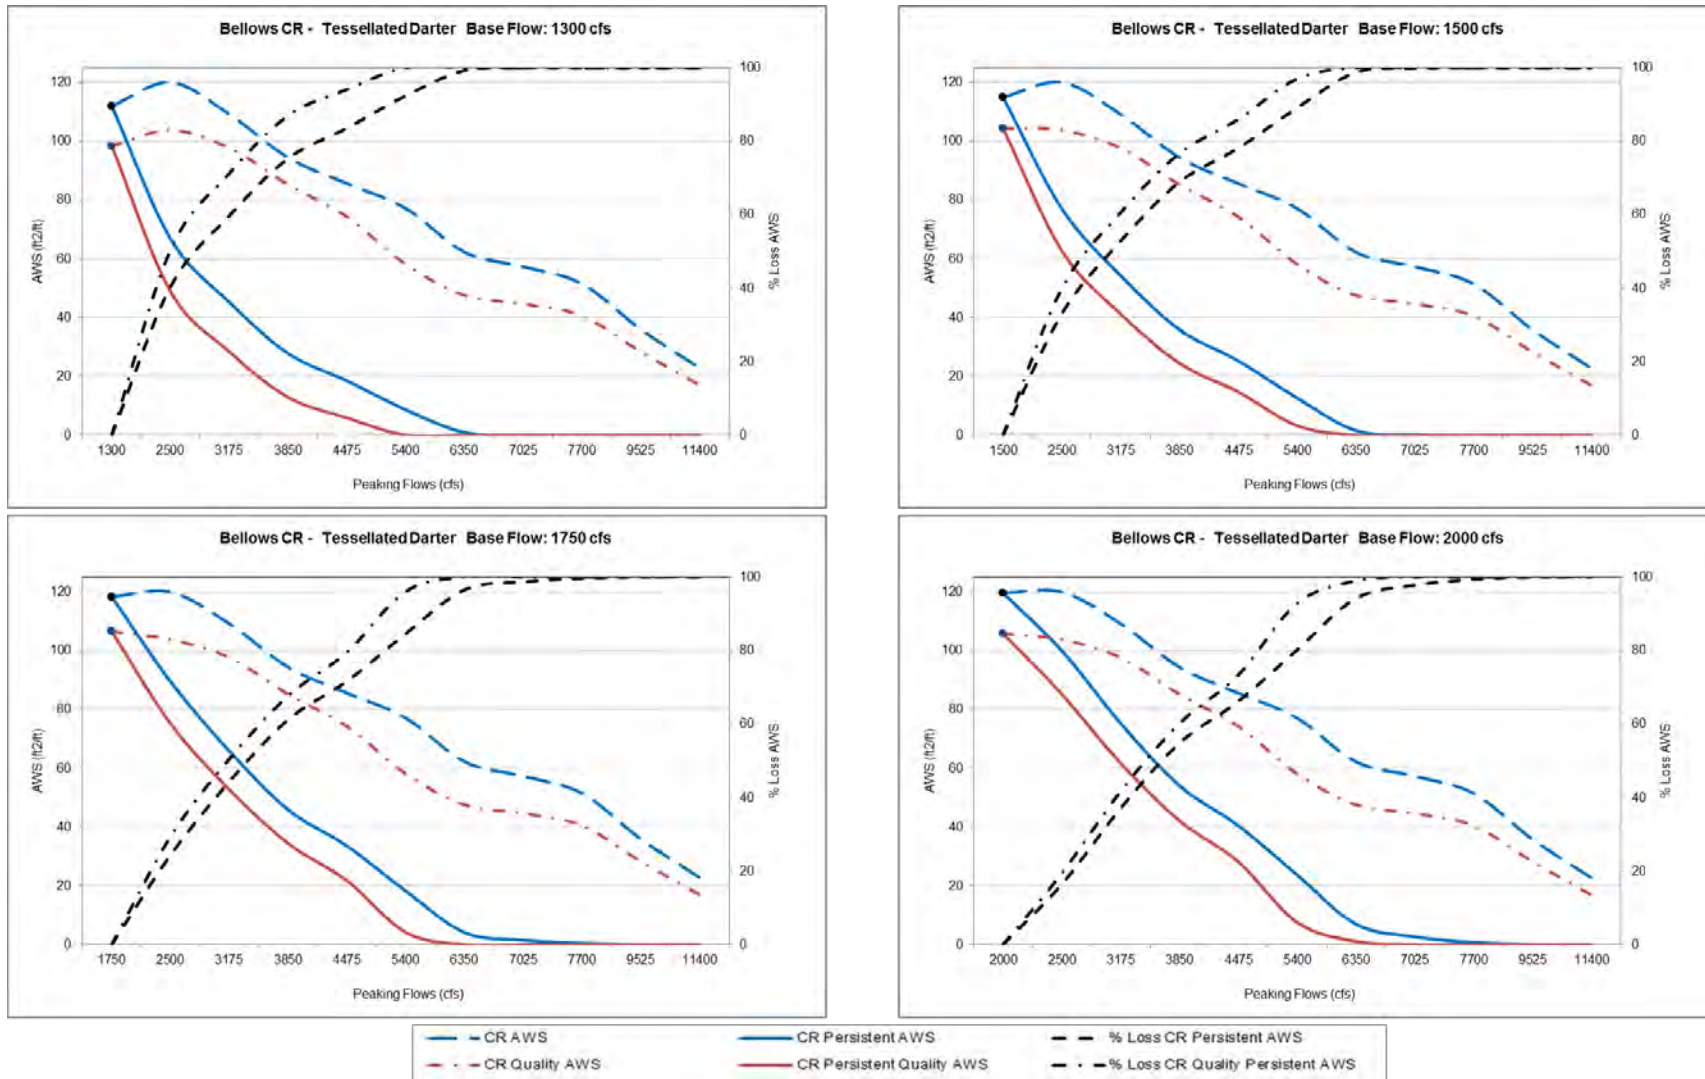 Bellows CR - Tessellated Darter Base Flow: 1300 cfs
120
100
80
60
40
20
0
AWS (ft2/ft)
100
80
60
40
20
0
% Loss AWS
1300 2500 3175 3850 4475 5400 6350 7025 7700 9525 11400
Peaking Flows (cfs)
Bellows CR - Tessellated Darter Base Flow: 1500 cfs
120
100
80
60
40
20
0
AWS (ft2/ft)
100
80
60
40
20
0
% Loss AWS
1500 2500 3175 3850 4475 5400 6350 7025 7700 9525 11400
Peaking Flows (cfs)
Bellows CR - Tessellated Darter Base Flow: 1750 cfs
120
100
80
60
40
20
0
AWS (ft2/ft)
100
80
60
40
20
0
% Loss AWS
1750 2500 3175 3850 4475 5400 6350 7025 7700 9525 11400
Peaking Flows (cfs)
Bellows CR - Tessellated Darter Base Flow: 2000 cfs
120
100
80
60
40
20
0
AWS (ft2/ft)
100
80
60
40
20
0
% Loss AWS
2000 2500 3175 3850 4475 5400 6350 7025 7700 9525 11400
Peaking Flows (cfs)
CR AWS CR Persistent AWS % Loss CR Persistent AWS
CR Quality AWS CR Persistent Quality AWS % Loss CR Quality Persistent AWS